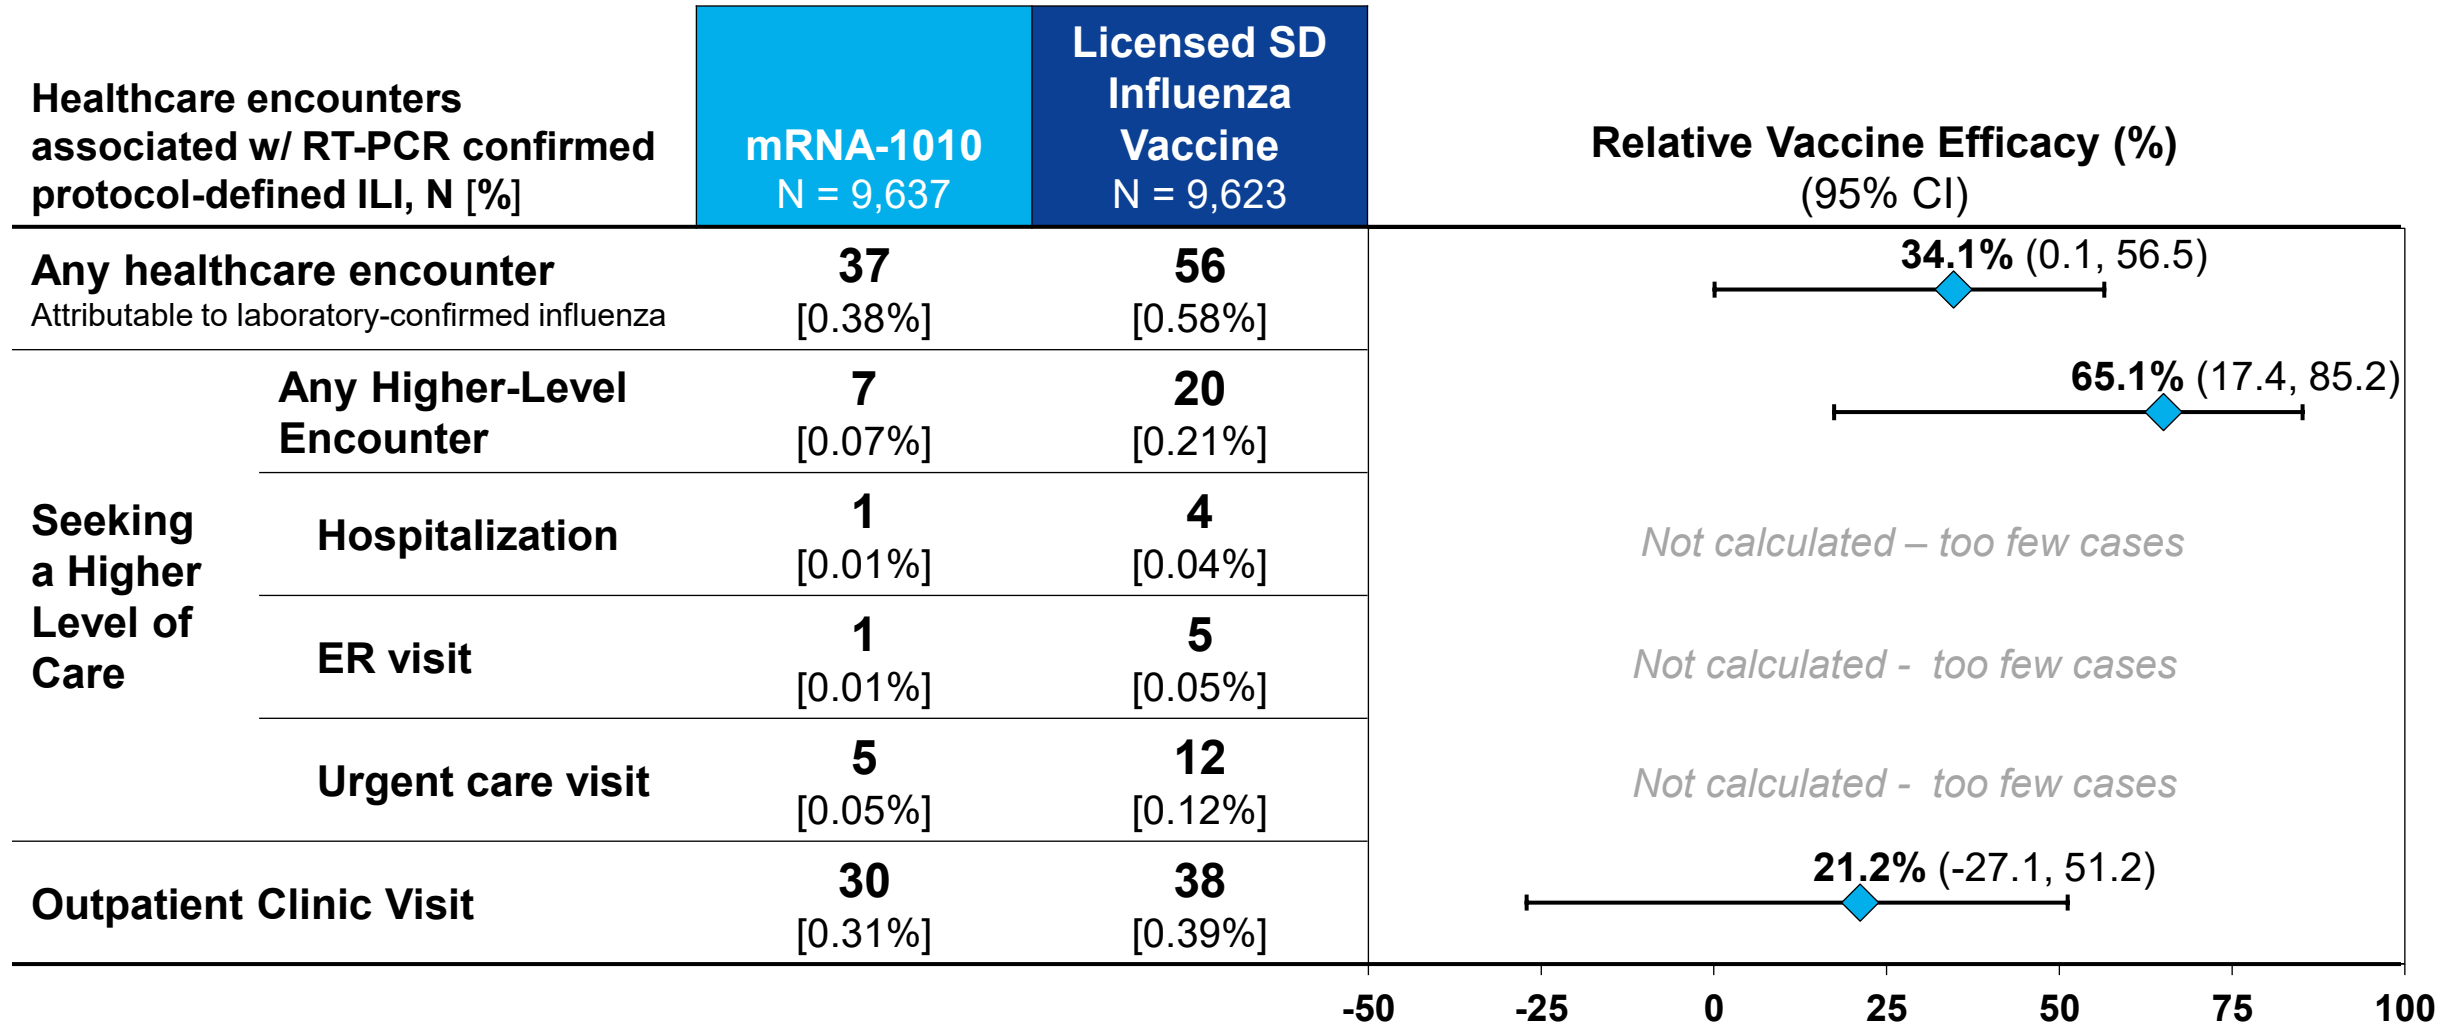 Healthcare encounters
associated w/ RT-PCR confirmed
protocol-defined ILI, N [%]
mRNA-1010
N = 9,637
Licensed SD
Influenza
Vaccine
N = 9,623
Relative Vaccine Efficacy (%)
(95% CI)
Any healthcare encounter
Attributable to laboratory-confirmed influenza
37
[0.38%]
56
[0.58%]
34.1% (0.1, 56.5)
Seeking
a Higher
Level of
Care
Any Higher-Level
Encounter
7
[0.07%]
20
[0.21%]
65.1% (17.4, 85.2)
Hospitalization
1
[0.01%]
4
[0.04%]
Not calculated – too few cases
ER visit
1
[0.01%]
5
[0.05%]
Not calculated -  too few cases
Urgent care visit
5
[0.05%]
12
[0.12%]
Not calculated -  too few cases
Outpatient Clinic Visit
30
[0.31%]
38
[0.39%]
21.2% (-27.1, 51.2)
-50 -25 0 25 50 75 100